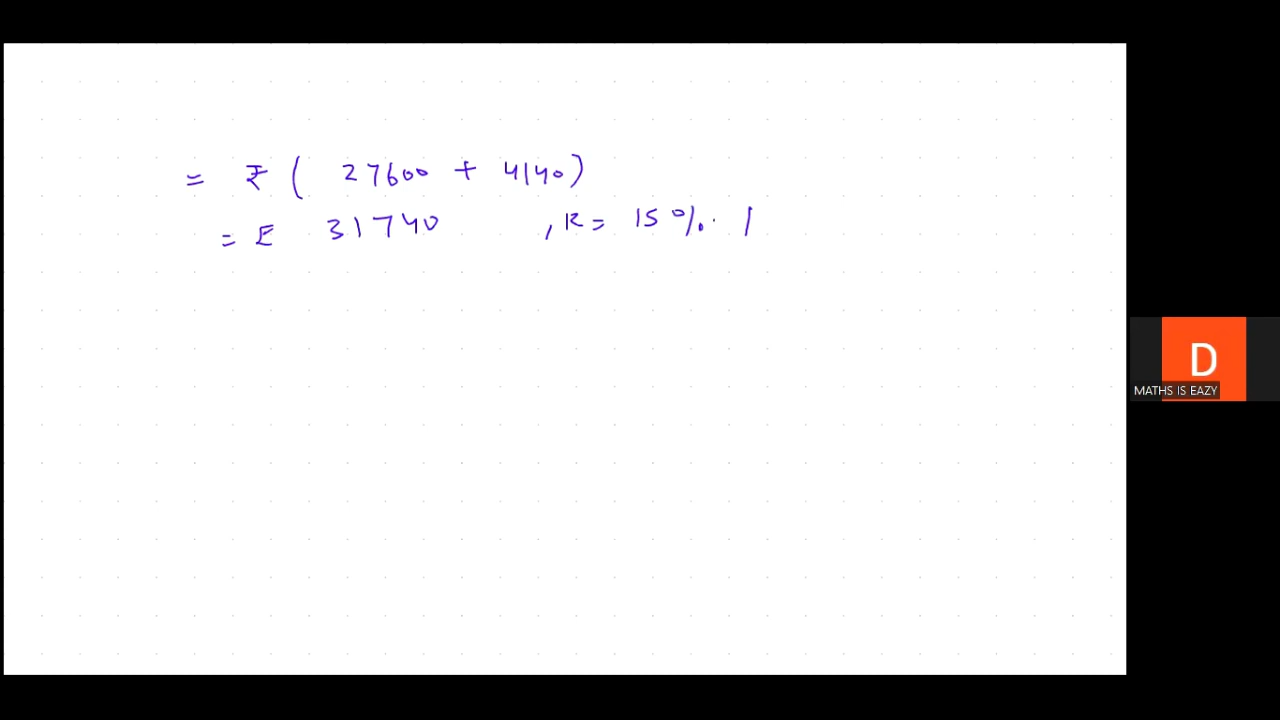 = ₹ ( 27600 + 4140)
= ₹ 31740 , R = 15 %. |
D
MATHS IS EAZY